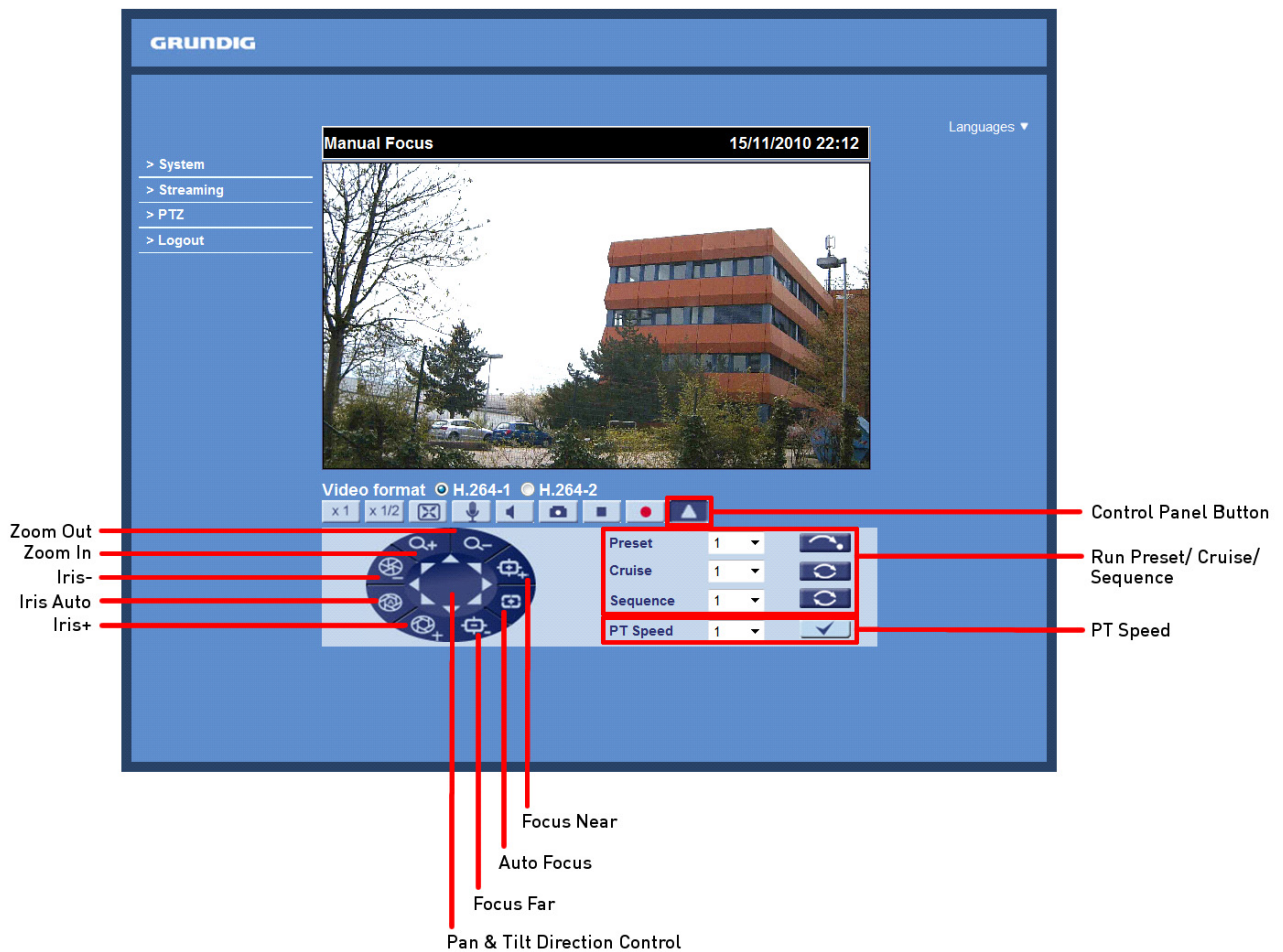 GRUNDIG
Languages ▼
Manual Focus 15/11/2010 22:12
> System
> Streaming
> PTZ
> Logout
Video format H.264-1 H.264-2
x 1 x 1/2
Control Panel Button
Zoom Out
Zoom In
Iris-
Iris Auto
Iris+
Preset 1
Cruise 1
Sequence 1
PT Speed 1
Run Preset/ Cruise/
Sequence
PT Speed
Focus Near
Auto Focus
Focus Far
Pan & Tilt Direction Control